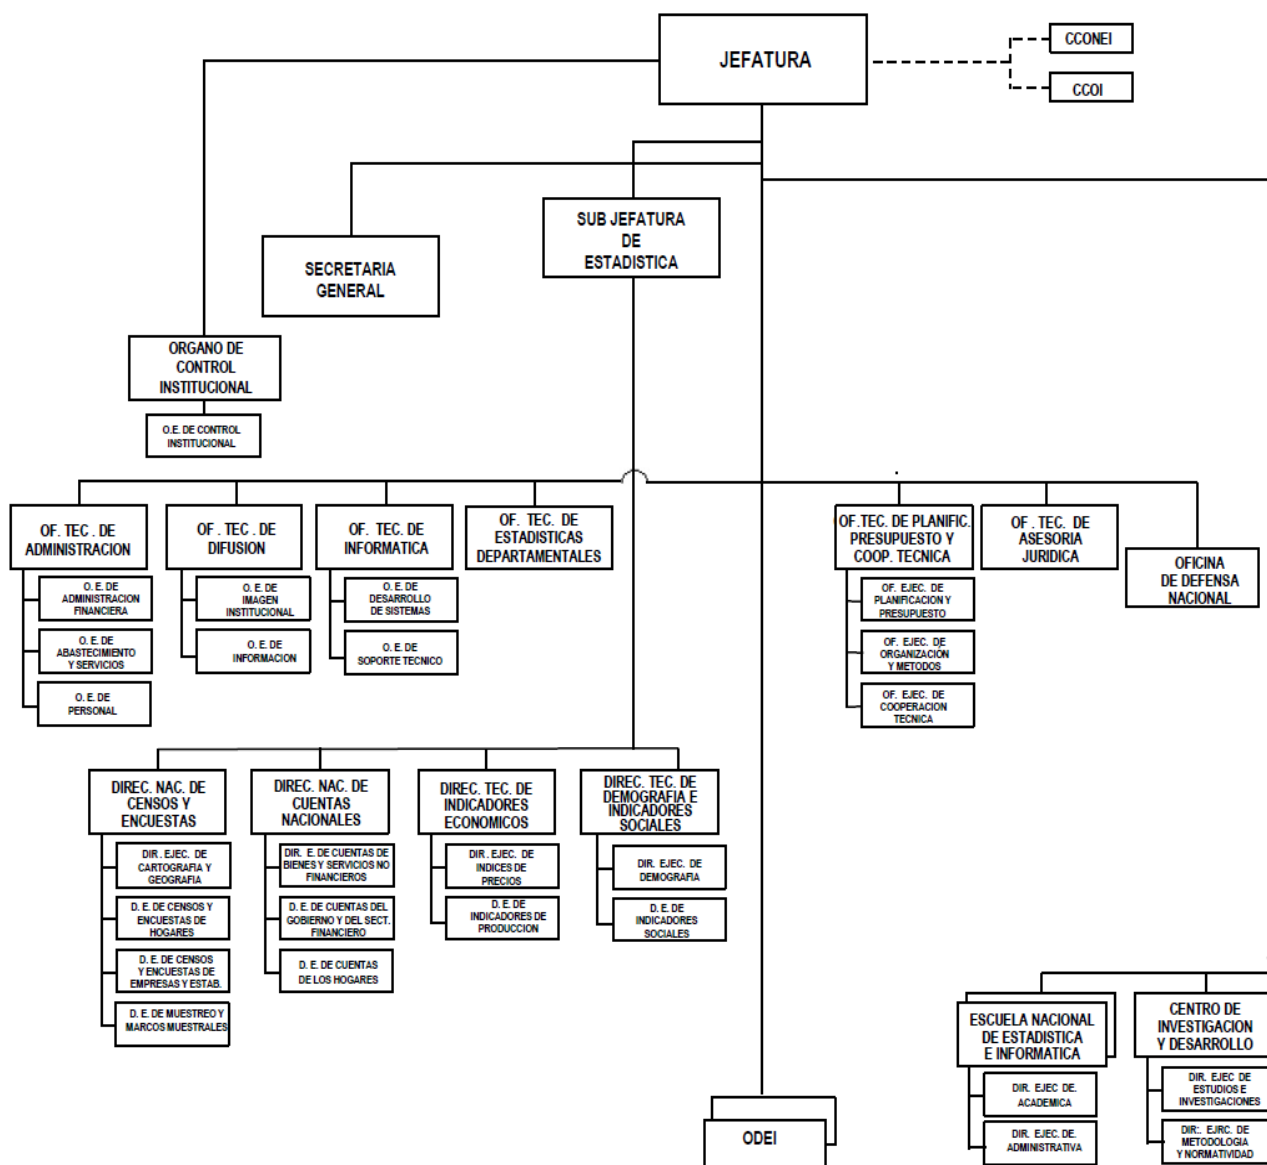 JEFATURA
CCONEI
CCOI
SUB JEFATURA
DE
ESTADISTICA
SECRETARIA
GENERAL
ORGANO DE
CONTROL
INSTITUCIONAL
O.E. DE CONTROL
INSTITUCIONAL
OF. TEC . DE
ADMINISTRACION
OF. TEC . DE
DIFUSION
OF. TEC. DE
INFORMATICA
OF. TEC. DE
ESTADISTICAS
DEPARTAMENTALES
OF.TEC. DE PLANIFIC.
PRESUPUESTO Y
COOP. TECNICA
OF . TEC. DE
ASESORIA
JURIDICA
OFICINA
DE DEFENSA
NACIONAL
O. E. DE
ADMINISTRACION
FINANCIERA
O. E. DE
ABASTECIMIENTO
Y SERVICIOS
O. E. DE
PERSONAL
O. E. DE
IMAGEN
INSTITUCIONAL
O. E. DE
INFORMACION
O. E. DE
DESARROLLO
DE SISTEMAS
O. E. DE
SOPORTE TECNICO
OF. EJEC. DE
PLANIFICACION Y
PRESUPUESTO
OF. EJEC. DE
ORGANIZACIÓN
Y METODOS
OF. EJEC. DE
COOPERACION
TECNICA
DIREC. NAC. DE
CENSOS Y
ENCUESTAS
DIREC. NAC. DE
CUENTAS
NACIONALES
DIREC. TEC. DE
INDICADORES
ECONOMICOS
DIREC. TEC. DE
DEMOGRAFIA E
INDICADORES
SOCIALES
DIR. EJEC. DE
CARTOGRAFIA Y
GEOGRAFIA
D. E. DE CENSOS Y
ENCUESTAS DE
HOGARES
D. E. DE CENSOS
Y ENCUESTAS DE
EMPRESAS Y ESTAB.
D. E. DE MUESTREO Y
MARCOS MUESTRALES
DIR. E. DE CUENTAS DE
BIENES Y SERVICIOS NO
FINANCIEROS
D. E. DE CUENTAS DEL
GOBIERNO Y DEL SECT.
FINANCIERO
D. E. DE CUENTAS
DE LOS HOGARES
DIR . EJEC. DE
INDICES DE
PRECIOS
D. E. DE
INDICADORES DE
PRODUCCION
DIR. EJEC. DE
DEMOGRAFIA
D. E. DE
INDICADORES
SOCIALES
ESCUELA NACIONAL
DE ESTADISTICA
E INFORMATICA
CENTRO DE
INVESTIGACION
Y DESARROLLO
DIR. EJEC DE.
ACADEMICA
DIR. EJEC. DE.
ADMINISTRATIVA
DIR. EJEC DE
ESTUDIOS E
INVESTIGACIONES
DIR:. EJRC. DE
METODOLOGIA
Y NORMATIVIDAD
ODEI